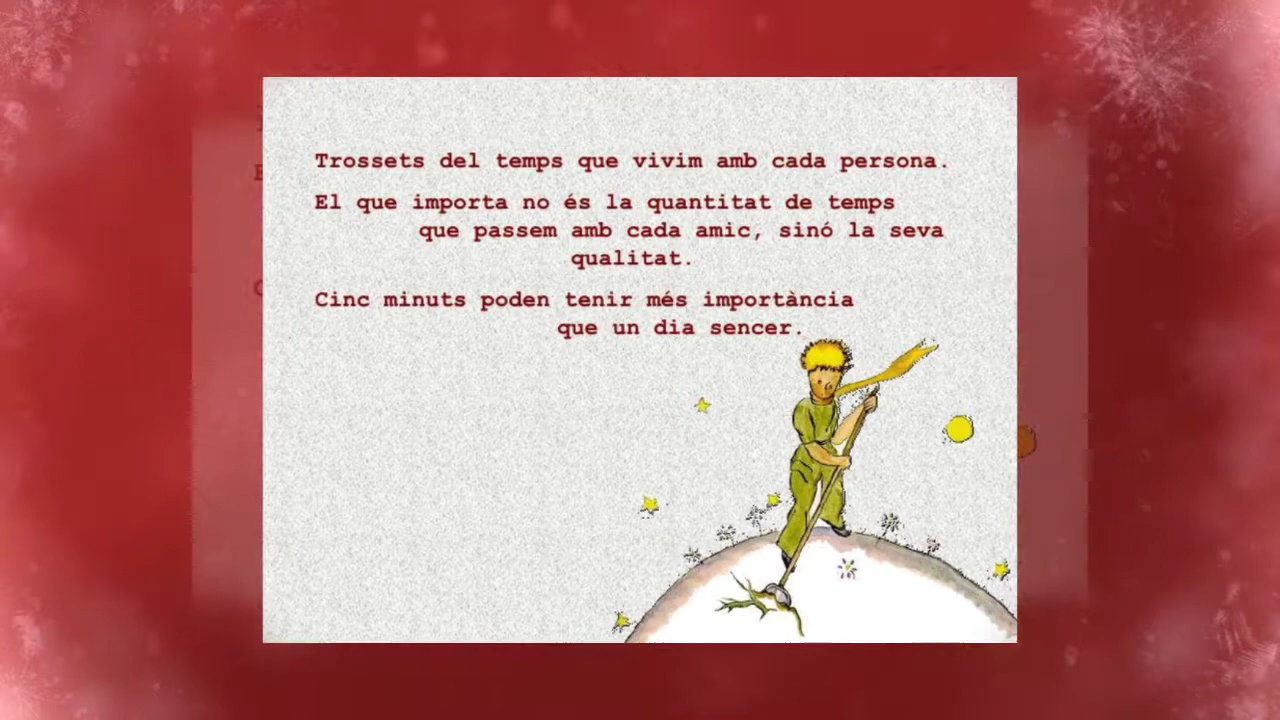 Trossets del temps que vivim amb cada persona.
El que importa no és la quantitat de temps
que passem amb cada amic, sinó la seva
qualitat.
Cinc minuts poden tenir més importància
que un dia sencer.